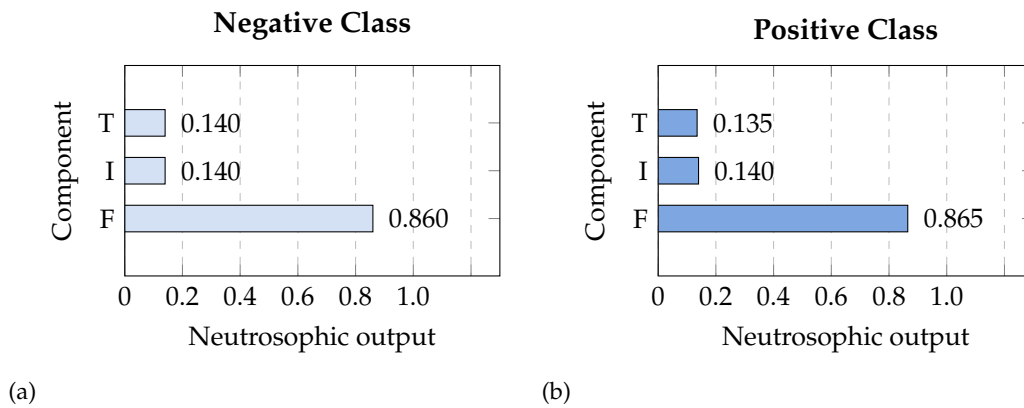 Negative Class
Component
T
0.140
I
0.140
F
0.860
0 0.2 0.4 0.6 0.8 1.0
Neutrosophic output
(a)
Positive Class
Component
T
0.135
I
0.140
F
0.865
0 0.2 0.4 0.6 0.8 1.0
Neutrosophic output
(b)